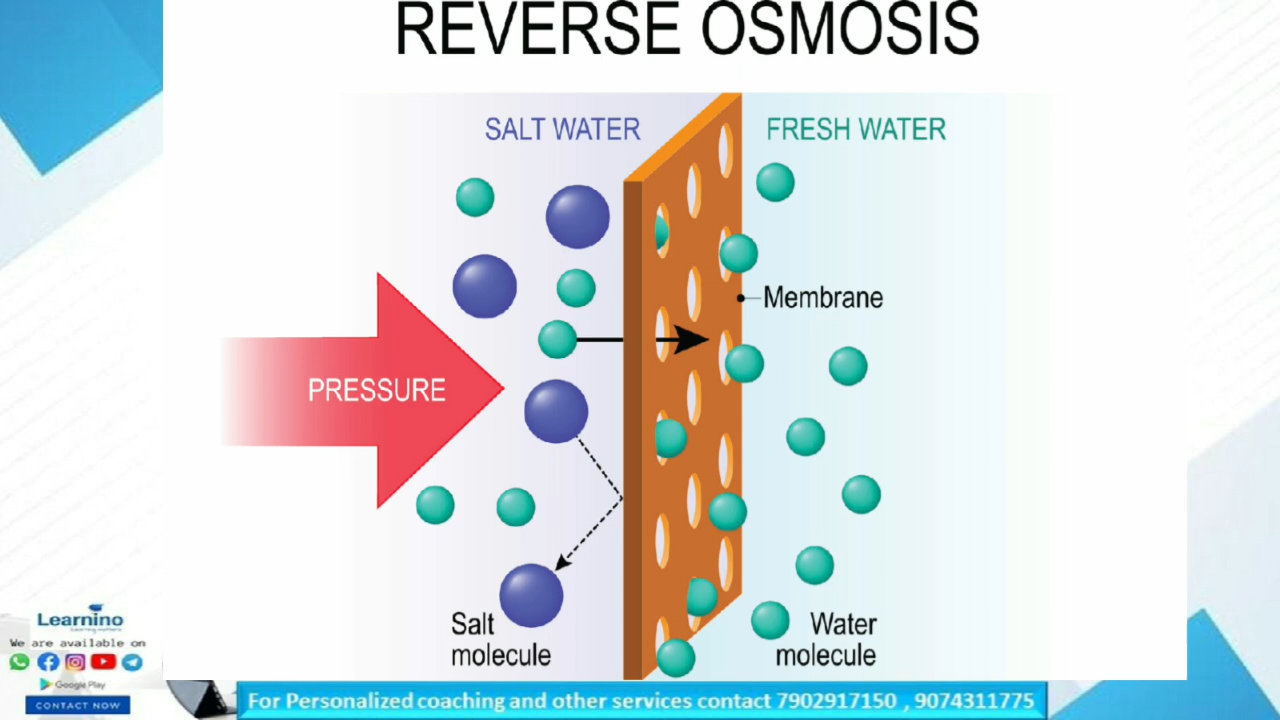 REVERSE OSMOSIS
SALT WATER
FRESH WATER
Membrane
PRESSURE
Salt
molecule
Water
molecule
Learnino
We are available on
Google Play
CONTACT NOW
For Personalized coaching and other services contact 7902917150 , 9074311775